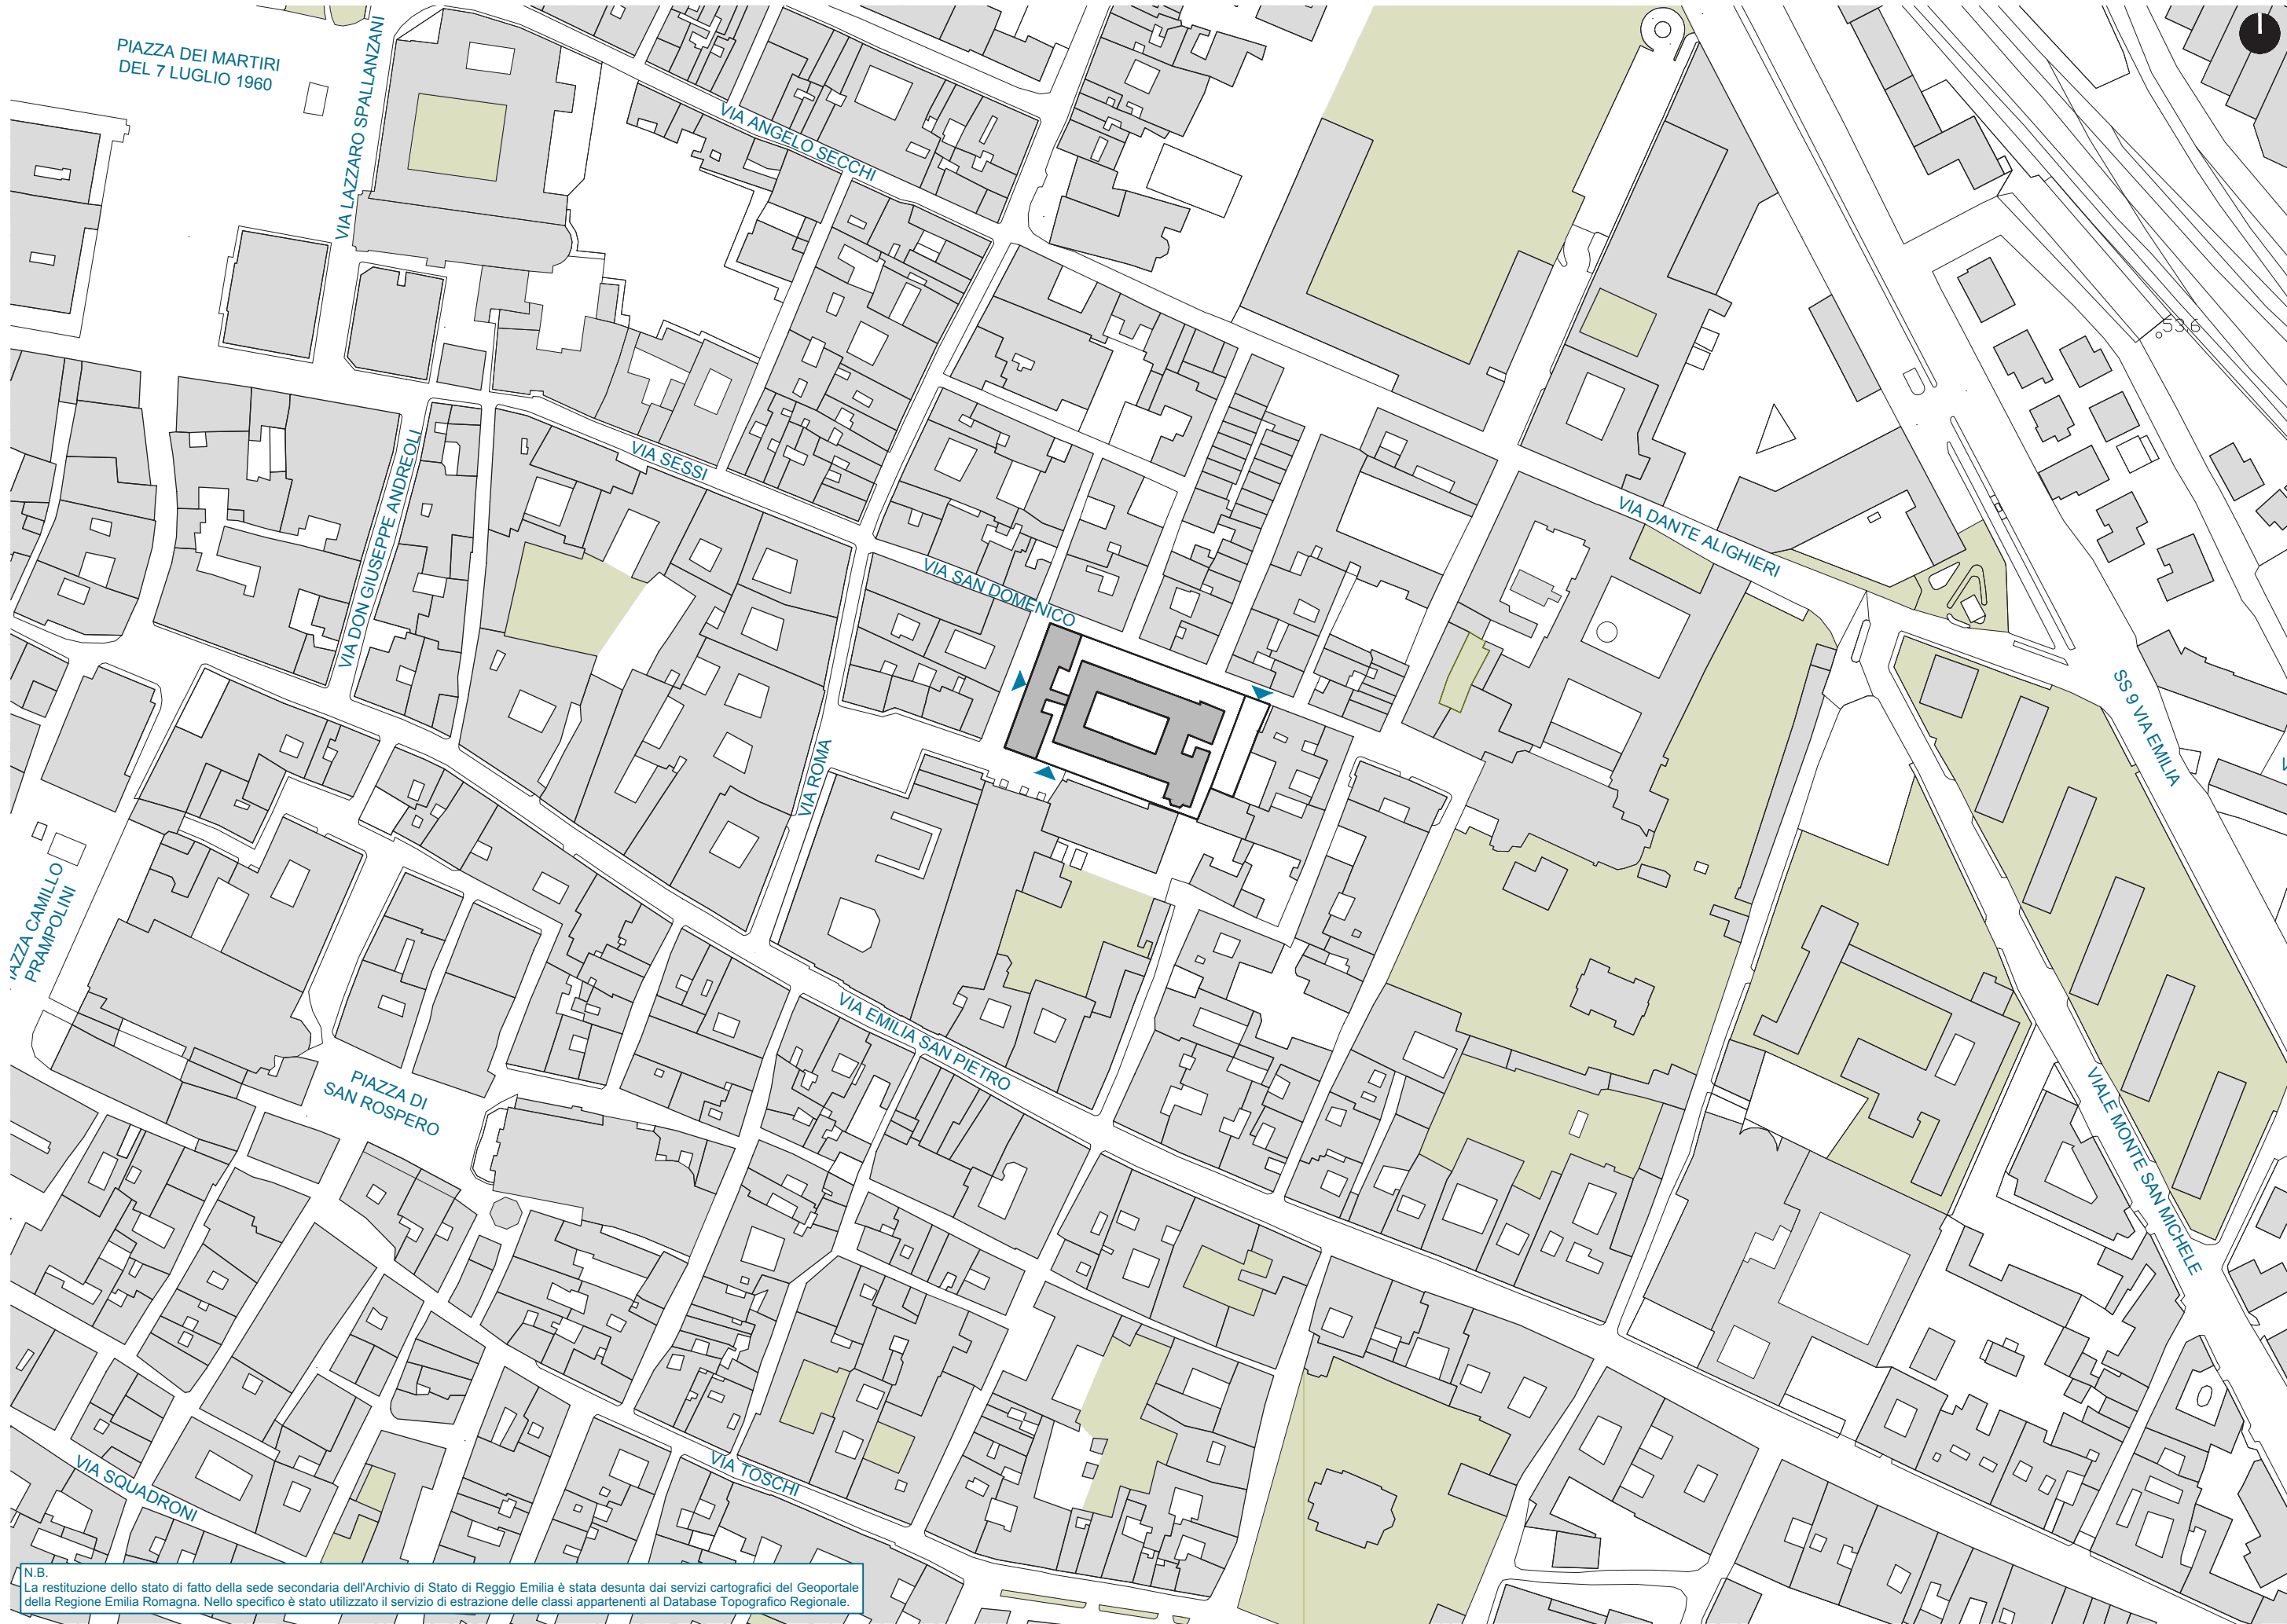 PIAZZA DEI MARTIRI
DEL 7 LUGLIO 1960
VIA LAZZARO SPALLANZANI
VIA ANGELO SECCHI
53,6
VIA SESSI
VIA DON GIUSEPPE ANDREOLI
VIA DANTE ALIGHIERI
VIA SAN DOMENICO
SS 9 VIA EMILIA
VIA ROMA
IAZZA CAMILLO
PRAMPOLINI
VIA EMILIA SAN PIETRO
PIAZZA DI
SAN ROSPERO
VIALE MONTE SAN MICHELE
VIA TOSCHI
VIA SQUADRONI
N.B.
La restituzione dello stato di fatto della sede secondaria dell'Archivio di Stato di Reggio Emilia è stata desunta dai servizi cartografici del Geoportale
della Regione Emilia Romagna. Nello specifico è stato utilizzato il servizio di estrazione delle classi appartenenti al Database Topografico Regionale.